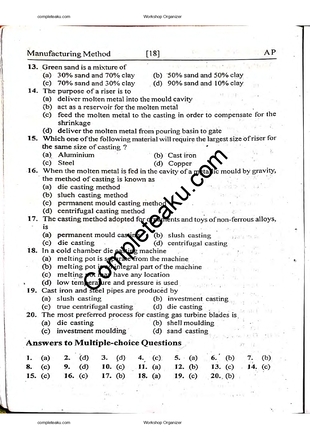 completeaku.com Workshop Organizer
Manufacturing Method [18] AP
13. Green sand is a mixture of
(a) 30% sand and 70% clay (b) 50% sand and 50% clay
(c) 70% sand and 30% clay (d) 90% sand and 10% clay
14. The purpose of a riser is to
(a) deliver molten metal into the mould cavity
(b) act as a reservoir for the molten metal
(c) feed the molten metal to the casting in order to compensate for the
shrinkage
(d) deliver the molten metal from pouring basin to gate
15. Which one of the following material will require the largest size of riser for
the same size of casting ?
(a) Aluminium (b) Cast iron
(c) Steel (d) Copper
16. When the molten metal is fed in the cavity of a metallic mould by gravity,
the method of casting is known as
(a) die casting method
(b) slush casting method
(c) permanent mould casting method
(d) centrifugal casting method
17. The casting method adopted for ornaments and toys of non-ferrous alloys,
is
(a) permanent mould casting (b) slush casting
(c) die casting (d) centrifugal casting
18. In a cold chamber die casting machine
(a) melting pot is separate from the machine
(b) melting pot is integral part of the machine
(c) melting pot may have any location
(d) low temperature and pressure is used
19. Cast iron and steel pipes are produced by
(a) slush casting (b) investment casting
(c) true centrifugal casting (d) die casting
20. The most preferred process for casting gas turbine blades is
(a) die casting (b) shell moulding
(c) investment moulding (d) sand casting
Answers to Multiple-choice Questions
1. (a) 2. (d) 3. (d) 4. (c) 5. (a) 6. (b) 7. (b)
8. (c) 9. (d) 10. (c) 11. (a) 12. (b) 13. (c) 14. (c)
15. (c) 16. (c) 17. (b) 18. (a) 19. (c) 20. (b)
Completeaku.com
completeaku.com Workshop Organizer